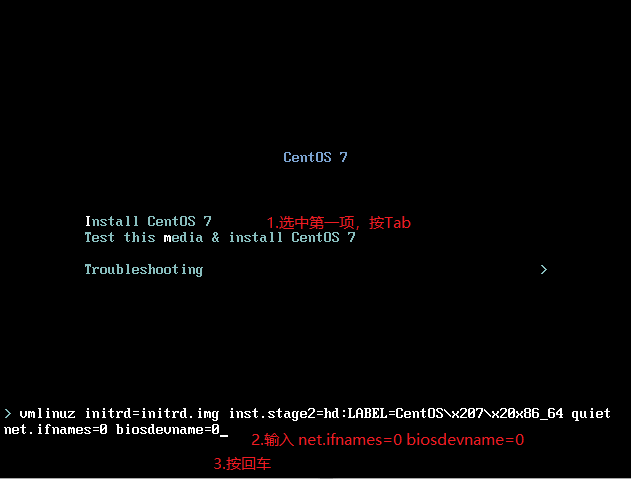 CentOS 7
Install CentOS 7 1.选中第一项，按Tab
Test this media & install CentOS 7
Troubleshooting >
> vmlinuz initrd=initrd.img inst.stage2=hd:LABEL=CentOS\x207\x20x86_64 quiet
net.ifnames=0 biosdevname=0_
2.输入 net.ifnames=0 biosdevname=0
3.按回车